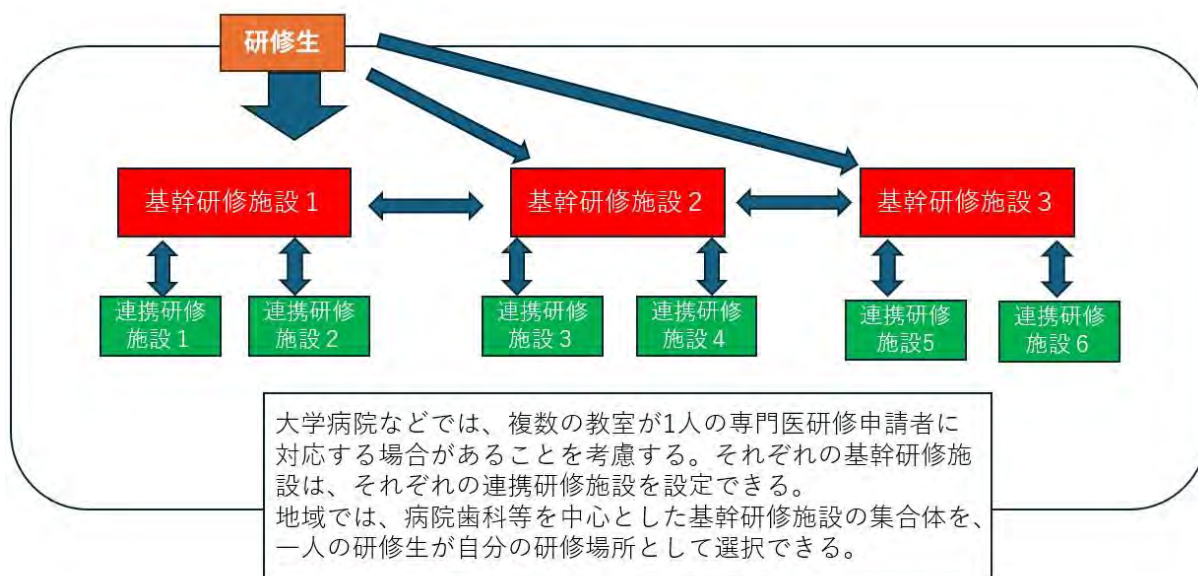 研修生
基幹研修施設1
基幹研修施設2
基幹研修施設3
連携研修
施設1
連携研修
施設2
連携研修
施設3
連携研修
施設4
連携研修
施設5
連携研修
施設6
大学病院などでは、複数の教室が1人の専門医研修申請者に
対応する場合があることを考慮する。それぞれの基幹研修施
設は、それぞれの連携研修施設を設定できる。
地域では、病院歯科等を中心とした基幹研修施設の集合体を、
一人の研修生が自分の研修場所として選択できる。